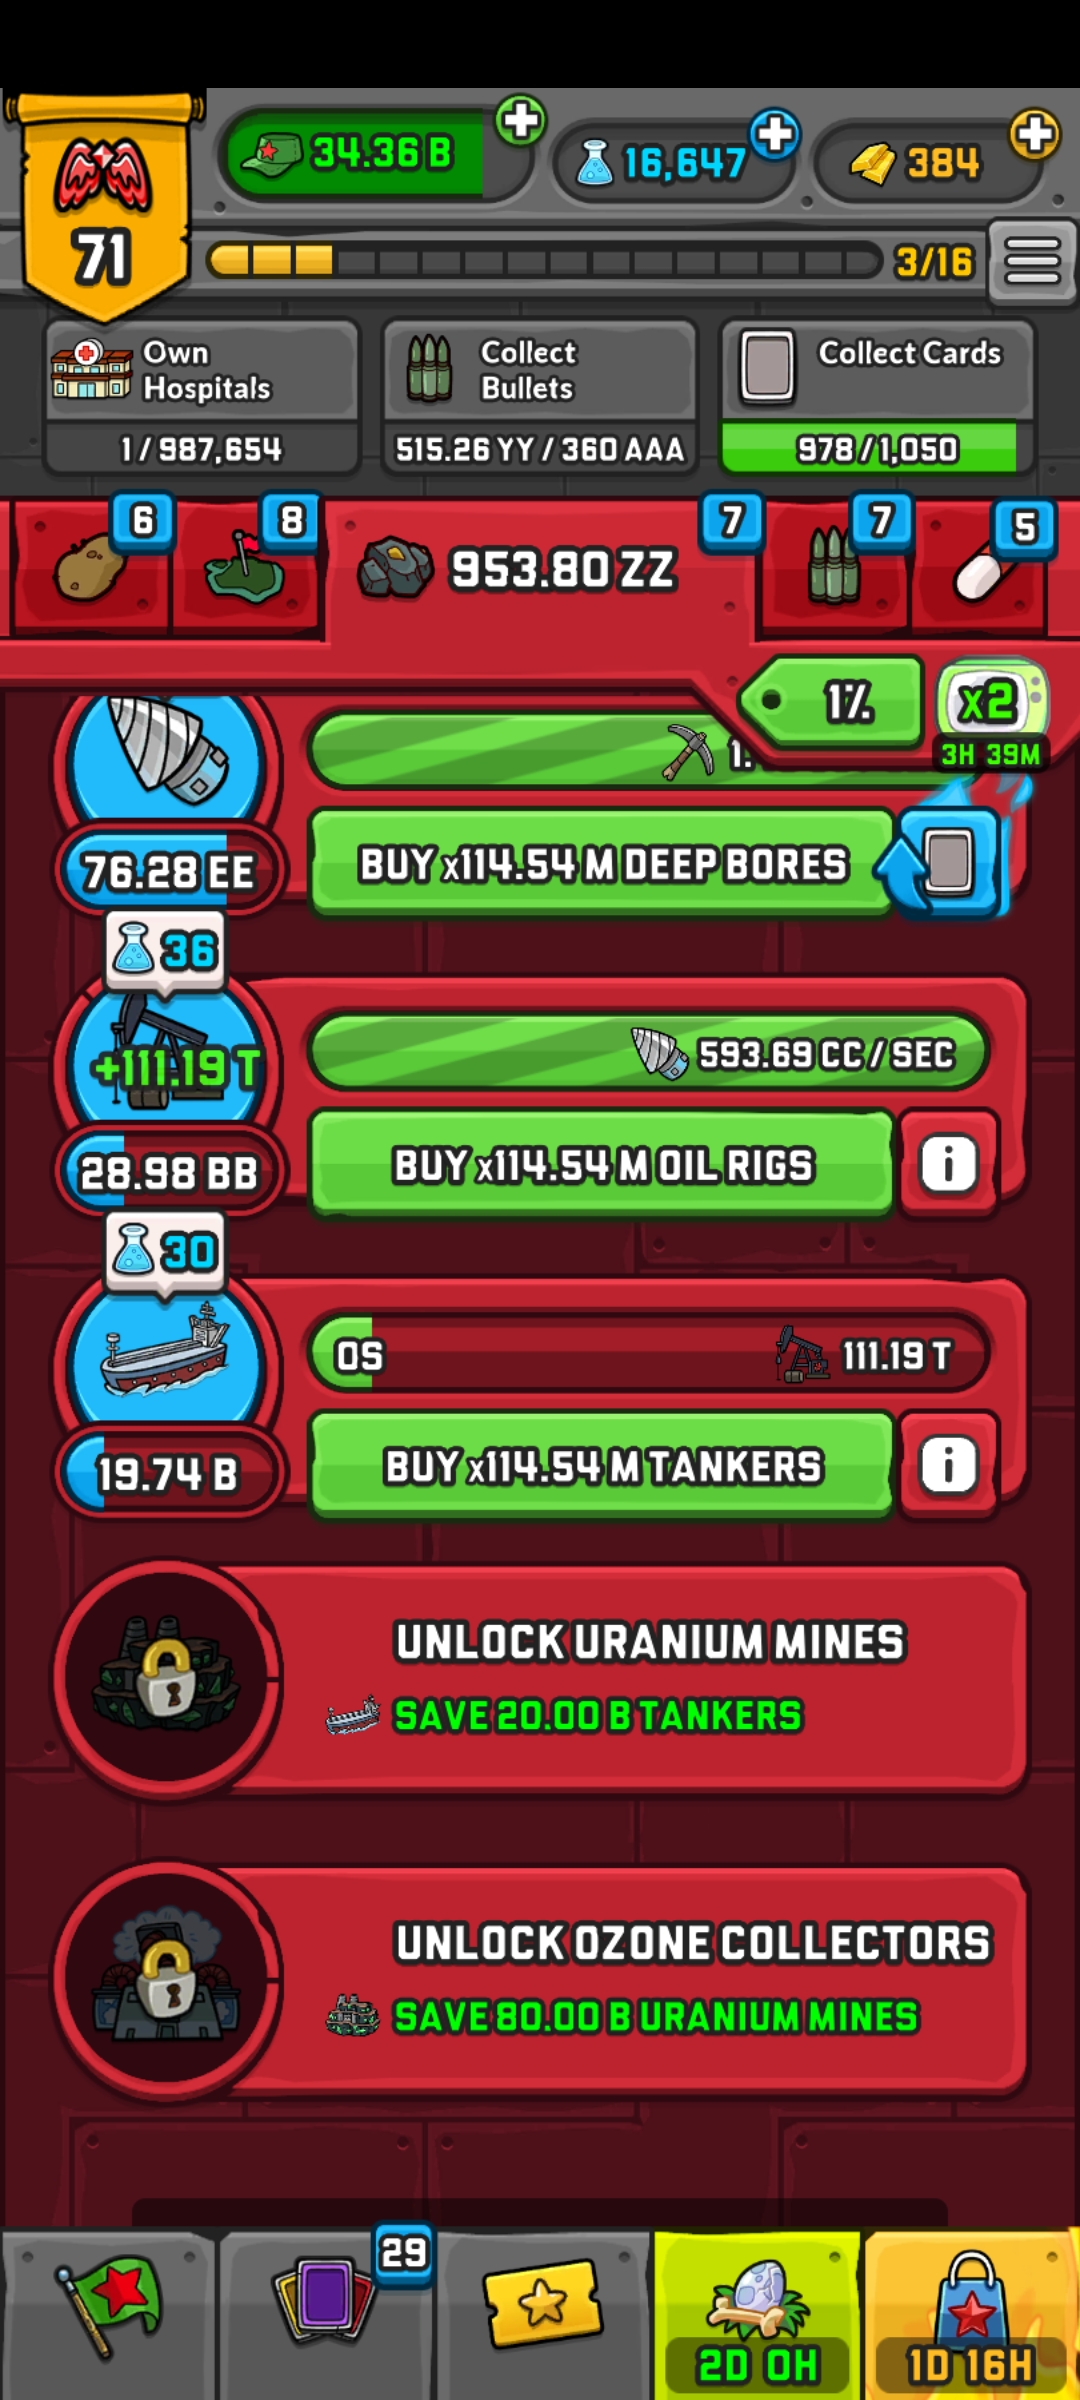 34.36 B
16,647
384
71
3/16
Own
Hospitals
1 / 987,654
Collect
Bullets
515.26 YY / 360 AAA
Collect Cards
978 / 1,050
6
8
953.80 ZZ
7
7
5
1%
x2
3H 39M
1.
76.28 EE
BUY x114.54 M DEEP BORES
36
+111.19 T
593.69 CC / SEC
28.98 BB
BUY x114.54 M OIL RIGS
30
0S
111.19 T
19.74 B
BUY x114.54 M TANKERS
UNLOCK URANIUM MINES
SAVE 20.00 B TANKERS
UNLOCK OZONE COLLECTORS
SAVE 80.00 B URANIUM MINES
29
2D 0H
1D 16H